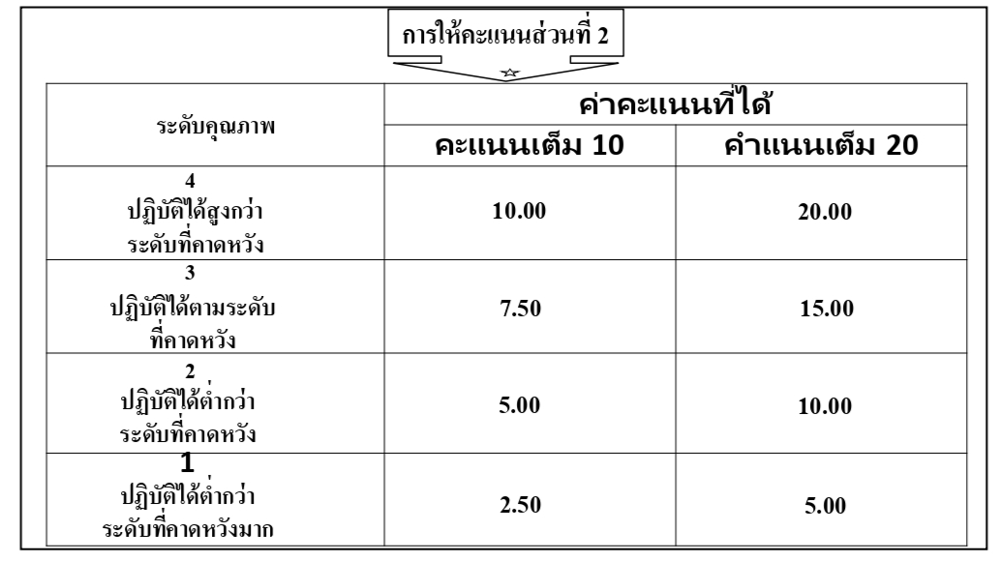 การให้คะแนนส่วนที่ 2
ระดับคุณภาพ
ค่าคะแนนที่ได้
คะแนนเต็ม 10
คำแนนเต็ม 20
4
ปฏิบัติได้สูงกว่า
ระดับที่คาดหวัง
10.00
20.00
3
ปฏิบัติได้ตามระดับ
ที่คาดหวัง
7.50
15.00
2
ปฏิบัติได้ต่ำกว่า
ระดับที่คาดหวัง
5.00
10.00
1
ปฏิบัติได้ต่ำกว่า
ระดับที่คาดหวังมาก
2.50
5.00